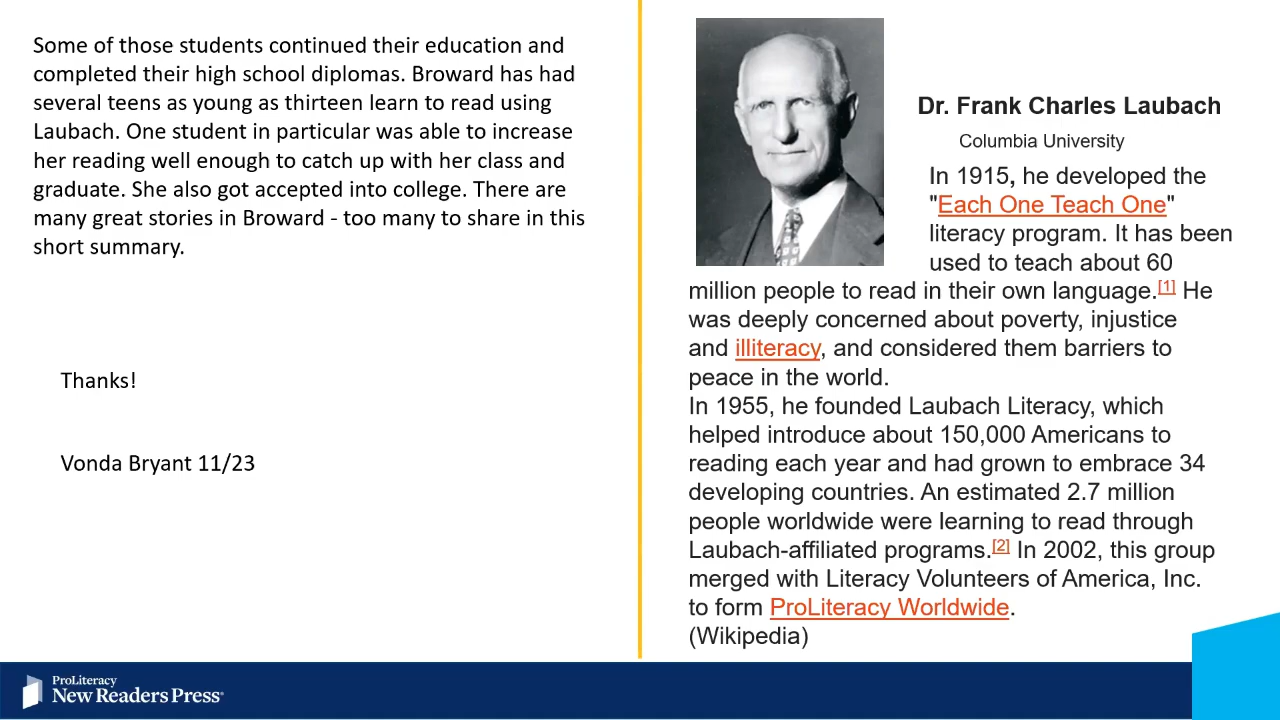 Some of those students continued their education and
completed their high school diplomas. Broward has had
several teens as young as thirteen learn to read using
Laubach. One student in particular was able to increase
her reading well enough to catch up with her class and
graduate. She also got accepted into college. There are
many great stories in Broward - too many to share in this
short summary.
Thanks!
Vonda Bryant 11/23
Dr. Frank Charles Laubach
Columbia University
In 1915, he developed the
"Each One Teach One"
literacy program. It has been
used to teach about 60
million people to read in their own language.[1] He
was deeply concerned about poverty, injustice
and illiteracy, and considered them barriers to
peace in the world.
In 1955, he founded Laubach Literacy, which
helped introduce about 150,000 Americans to
reading each year and had grown to embrace 34
developing countries. An estimated 2.7 million
people worldwide were learning to read through
Laubach-affiliated programs.[2] In 2002, this group
merged with Literacy Volunteers of America, Inc.
to form ProLiteracy Worldwide.
(Wikipedia)
ProLiteracy
New Readers Press